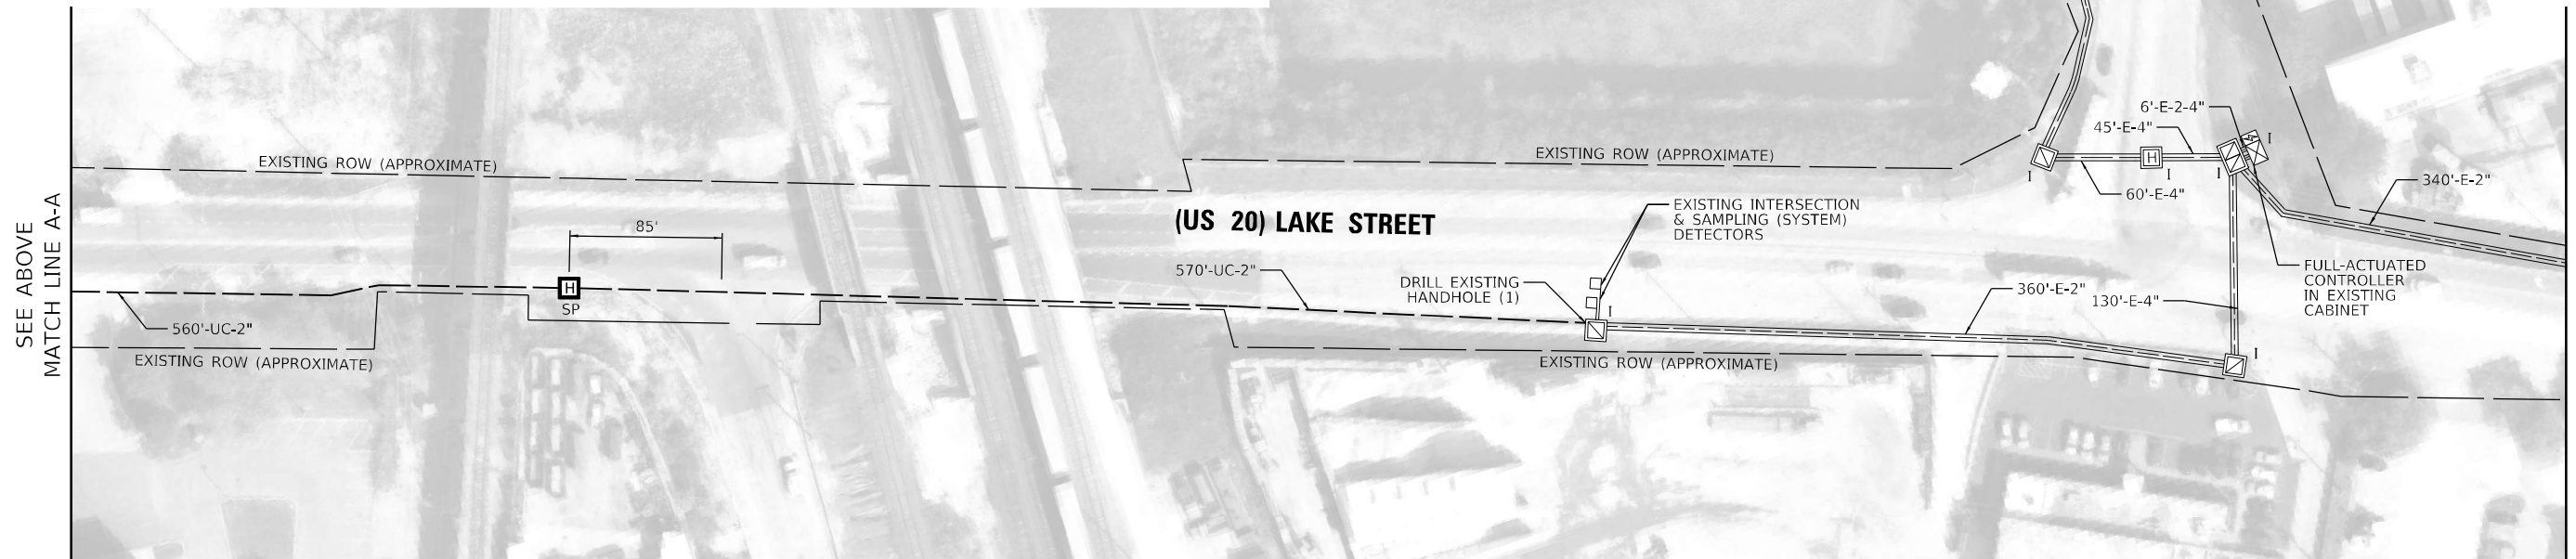 SEE ABOVE
MATCH LINE A-A
EXISTING ROW (APPROXIMATE)
85'
H
SP
560'-UC-2"
EXISTING ROW (APPROXIMATE)
(US 20) LAKE STREET
570'-UC-2"
DRILL EXISTING
HANDHOLE (1)
EXISTING ROW (APPROXIMATE)
EXISTING INTERSECTION
& SAMPLING (SYSTEM)
DETECTORS
I
EXISTING ROW (APPROXIMATE)
360'-E-2"
130'-E-4"
I
6'-E-2-4"
45'-E-4"
I
H
I
I
I
60'-E-4"
340'-E-2"
FULL-ACTUATED
CONTROLLER
IN EXISTING
CABINET